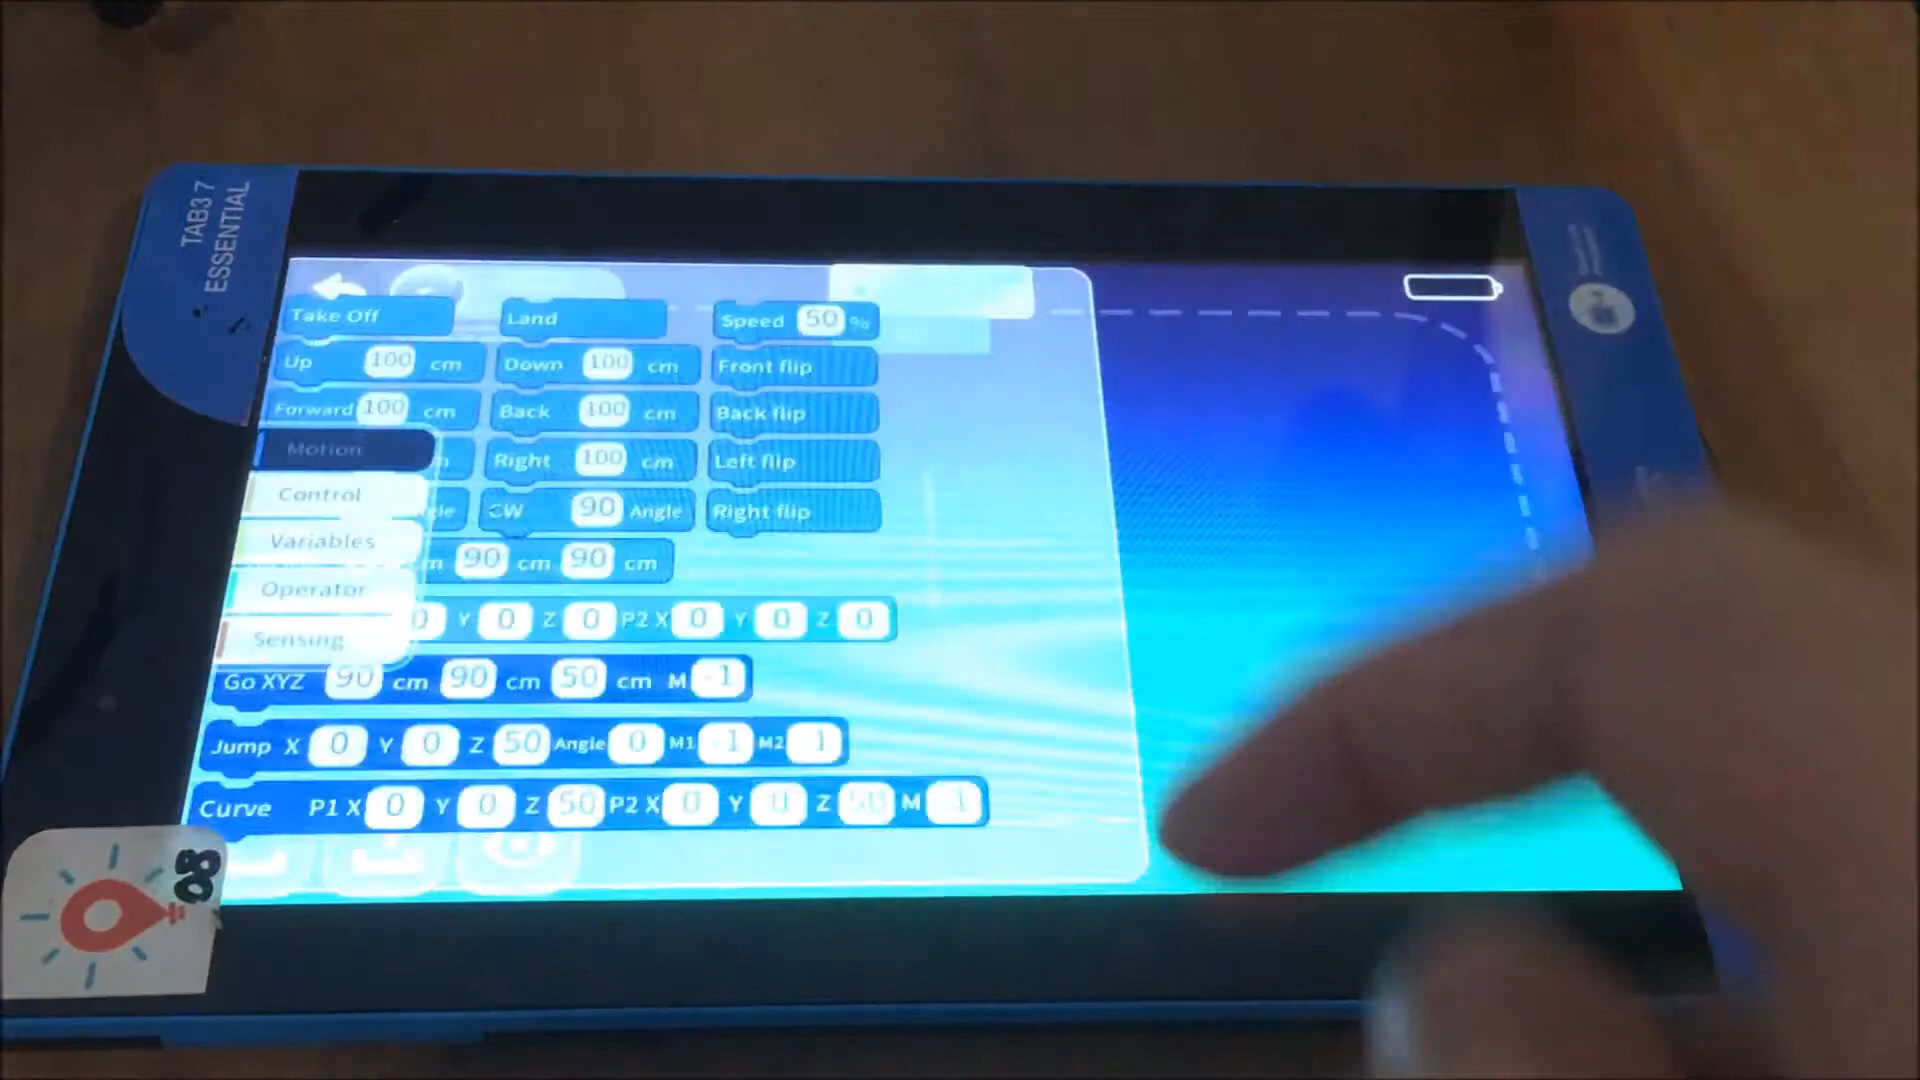 TAB3 7
ESSENTIAL
Take Off
Land
Speed 50 %
Up 100 cm
Down 100 cm
Front flip
Forward 100 cm
Back 100 cm
Back flip
Motion
Right 100 cm
Left flip
Control
CW 90 Angle
Right flip
Variables
90 cm 90 cm
Operator
0 Y 0 Z 0 P2 X 0 Y 0 Z 0
Sensing
Go XYZ 90 cm 90 cm 50 cm M -1
Jump X 0 Y 0 Z 50 Angle 0 M1 -1 M2 1
Curve P1 X 0 Y 0 Z 50 P2 X 0 Y 0 Z 50 M -1
08